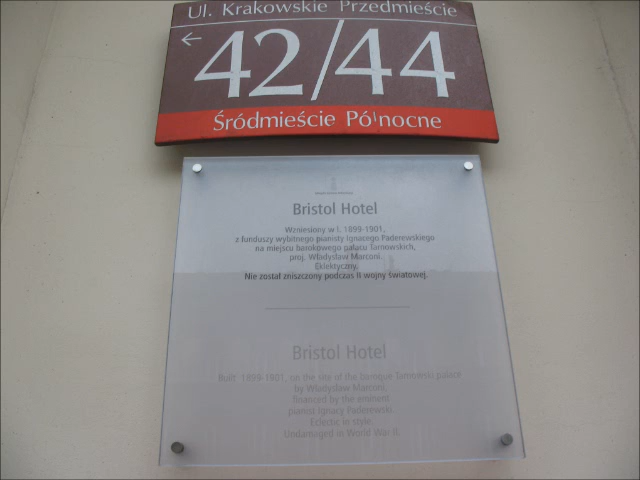 Ul. Krakowskie Przedmieście
42/44
Śródmieście Północne
Bristol Hotel
Wzniesiony w l. 1899-1901,
z funduszy wybitnego pianisty Ignacego Paderewskiego
na miejscu barokowego pałacu Tarnowskich,
proj. Władysław Marconi.
Eklektyczny.
Nie został zniszczony podczas II wojny światowej.
Bristol Hotel
Built 1899-1901, on the site of the baroque Tarnowski palace
by Władysław Marconi,
financed by the eminent
pianist Ignacy Paderewski.
Eclectic in style.
Undamaged in World War II.